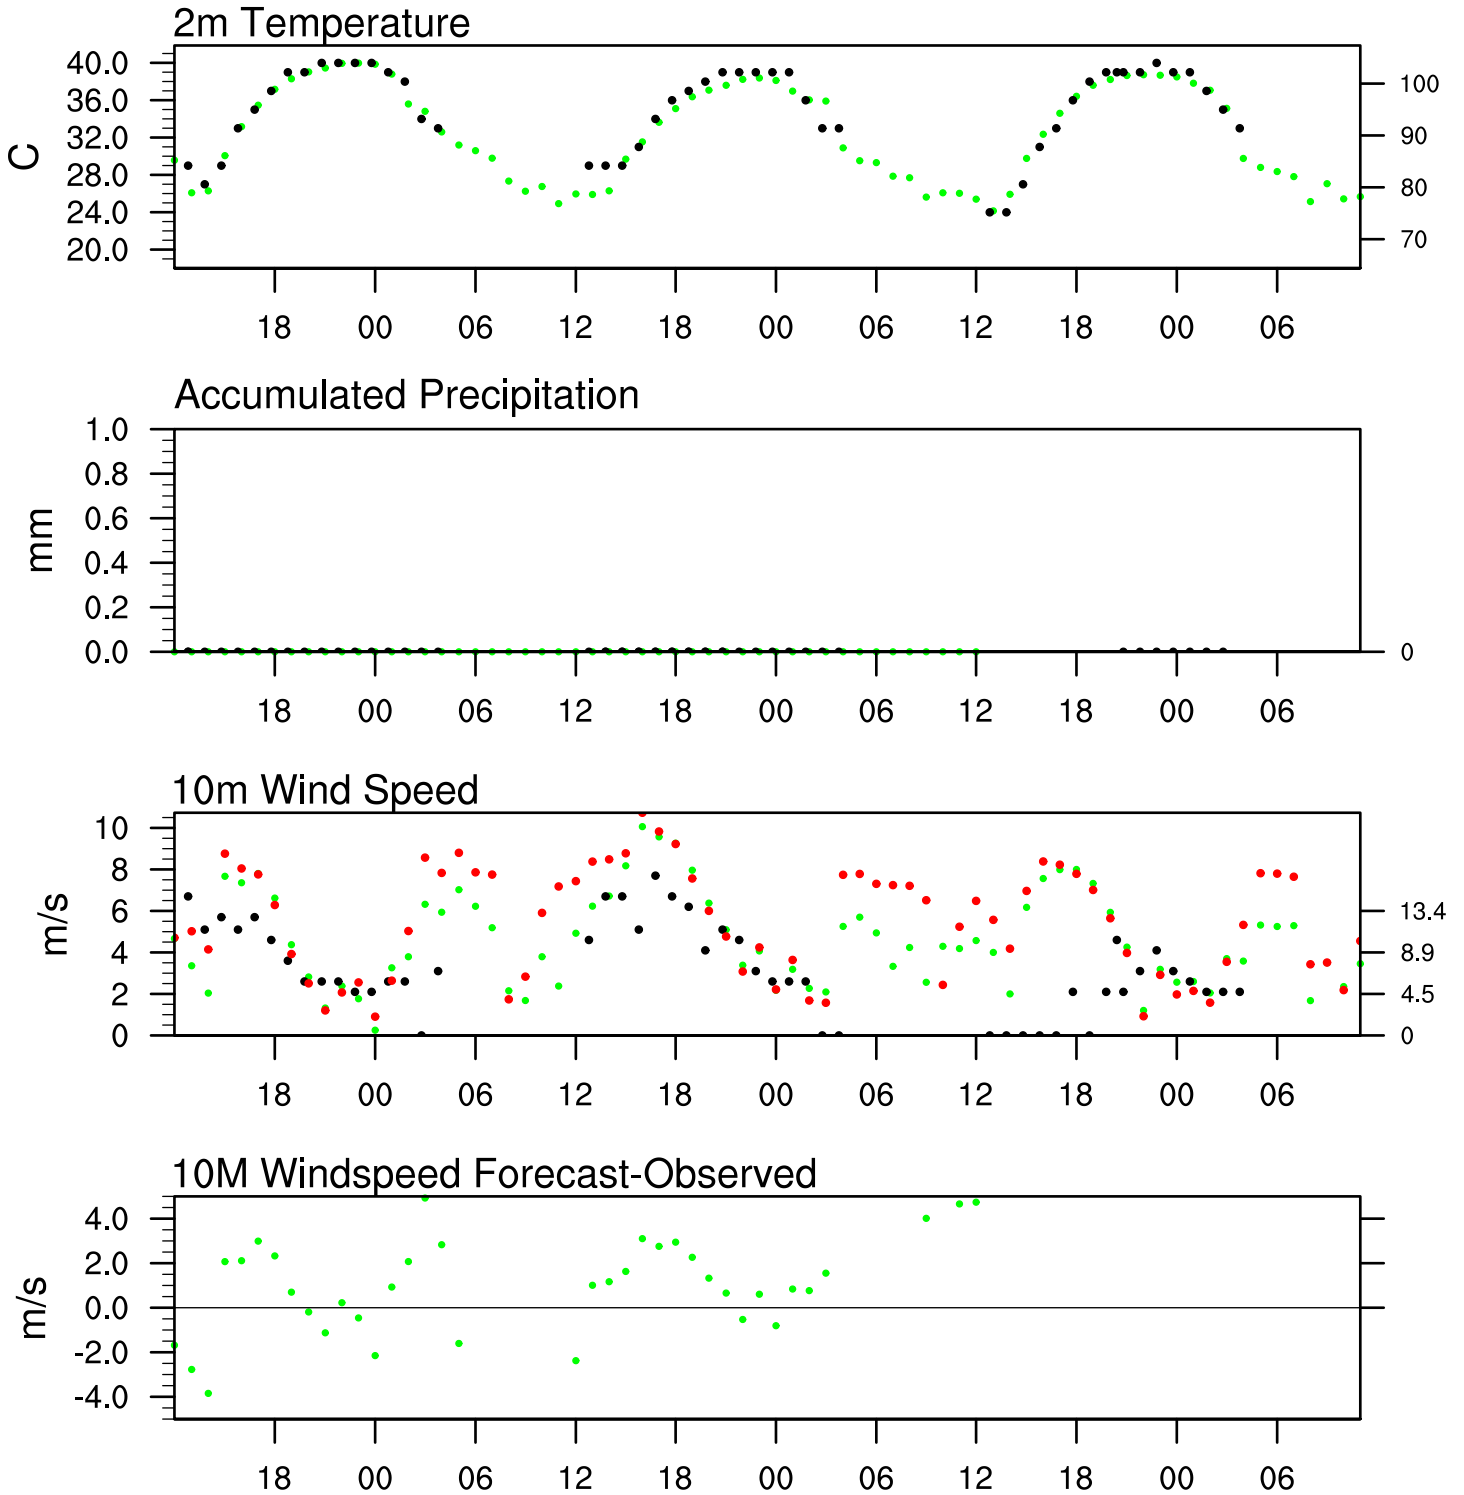 2m Temperature
40.0
36.0
32.0
28.0
24.0
20.0
C
100
90
80
70
18 00 06 12 18 00 06 12 18 00 06
Accumulated Precipitation
1.0
0.8
0.6
0.4
0.2
0.0
mm
0
18 00 06 12 18 00 06 12 18 00 06
10m Wind Speed
10
8
6
4
2
0
m/s
13.4
8.9
4.5
0
18 00 06 12 18 00 06 12 18 00 06
10M Windspeed Forecast-Observed
4.0
2.0
0.0
-2.0
-4.0
m/s
18 00 06 12 18 00 06 12 18 00 06